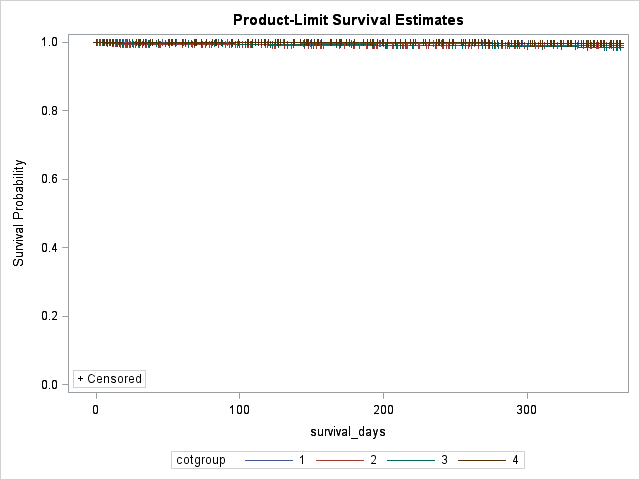 Product-Limit Survival Estimates
1.0
0.8
0.6
0.4
0.2
0.0
Survival Probability
+ Censored
0 100 200 300
survival_days
cotgroup 1 2 3 4